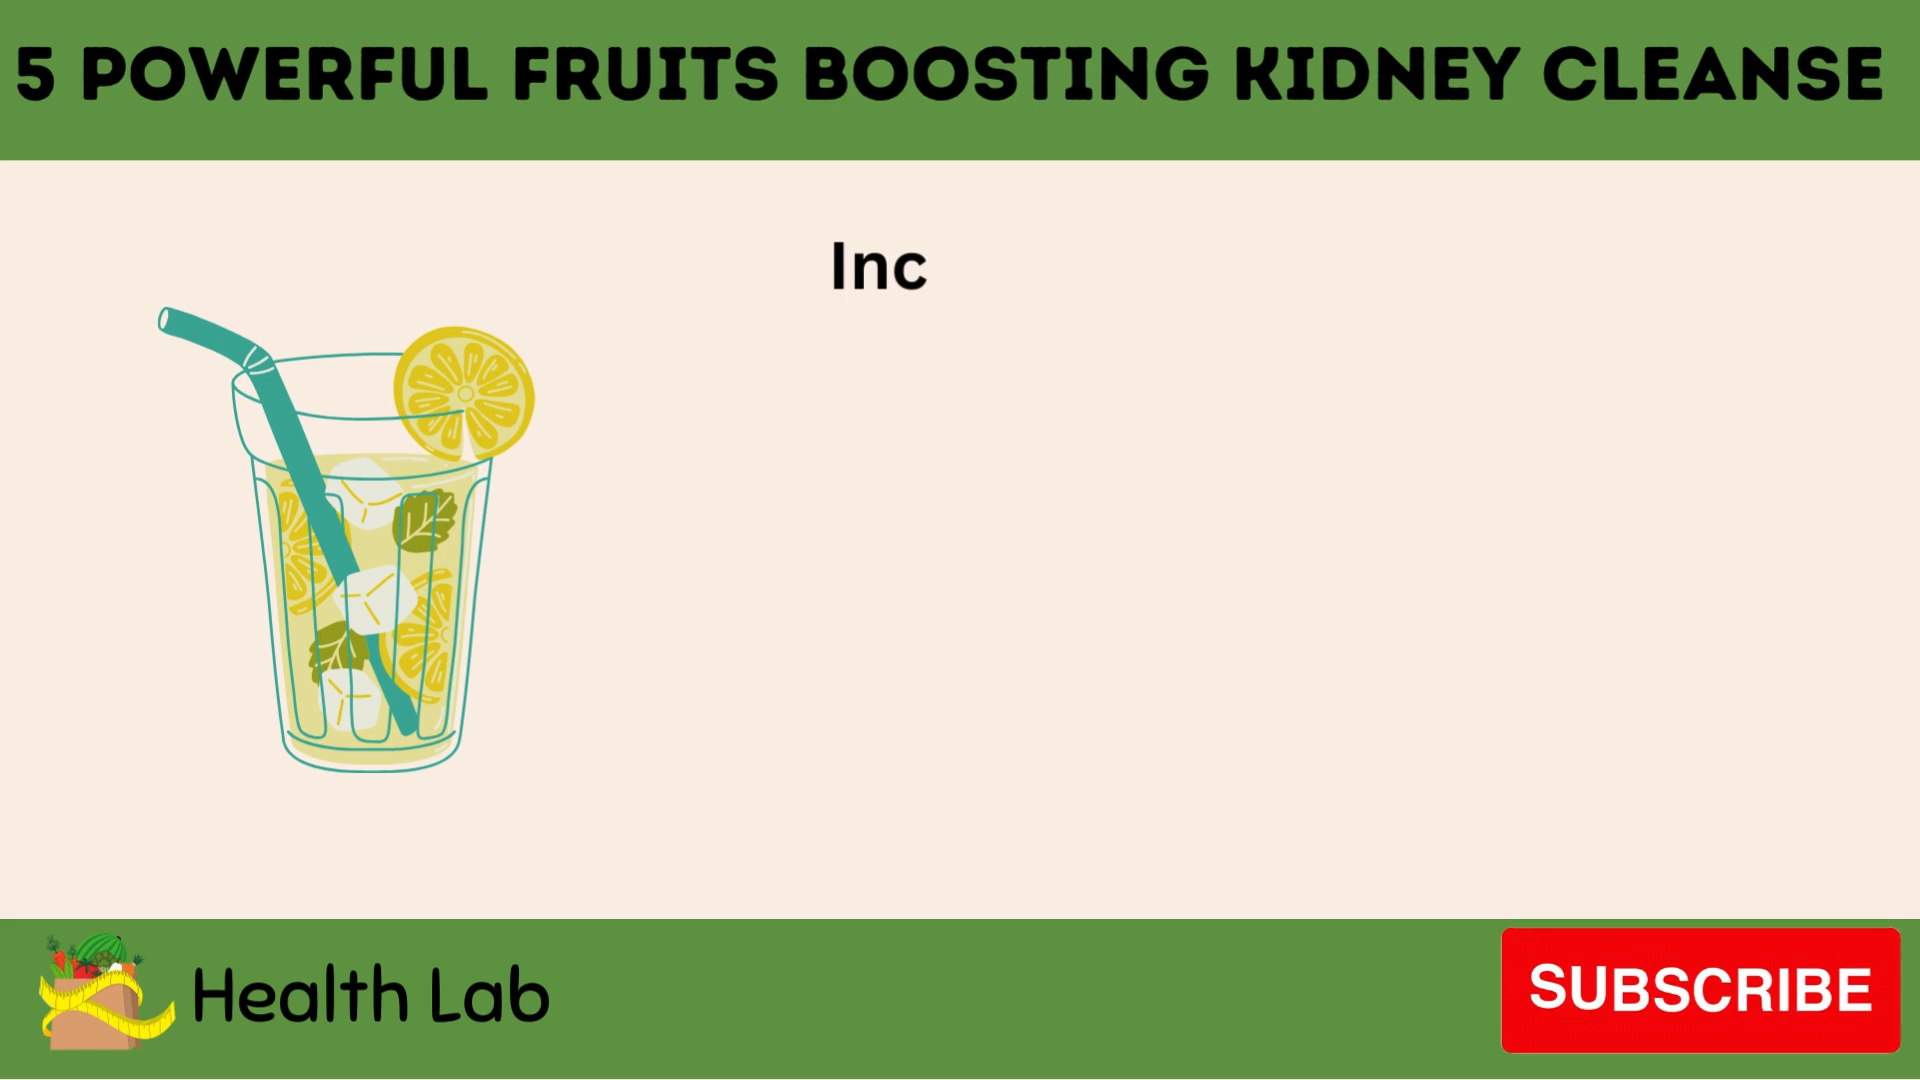 5 POWERFUL FRUITS BOOSTING KIDNEY CLEANSE
Inc
Health Lab
SUBSCRIBE